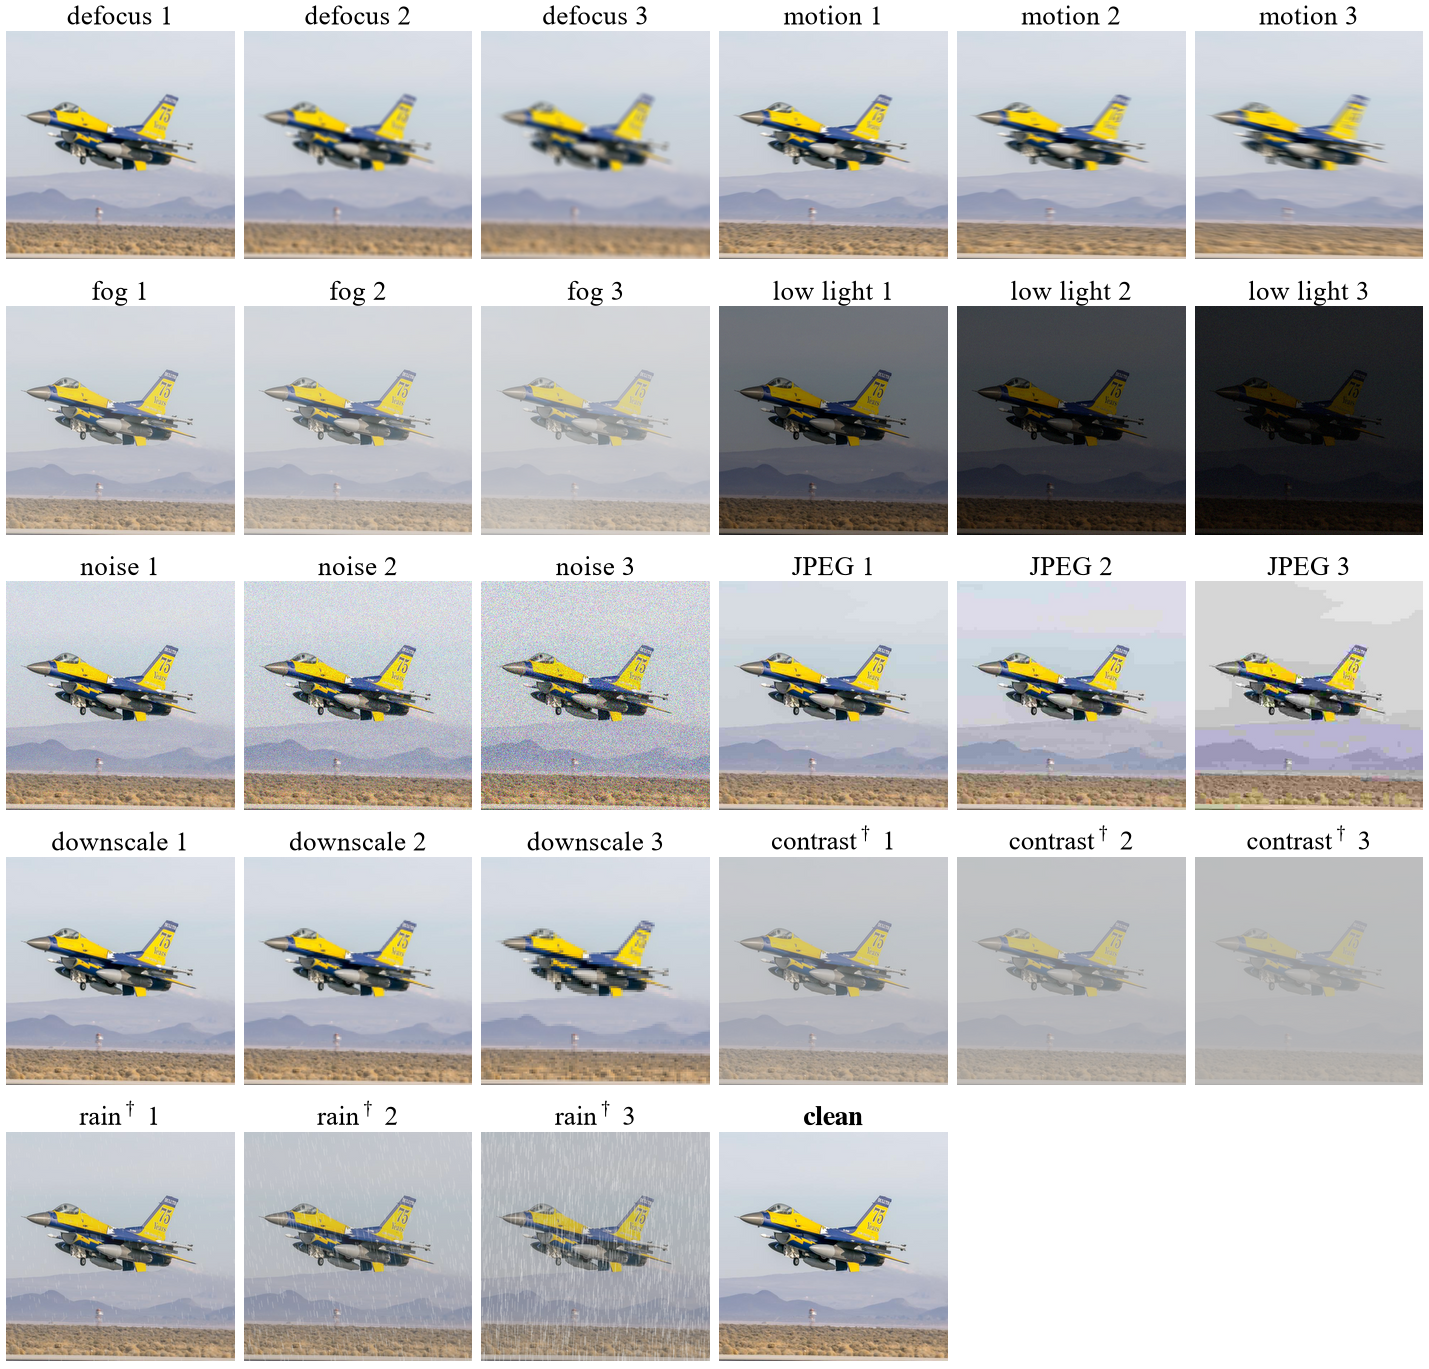 defocus 1 defocus 2 defocus 3 motion 1 motion 2 motion 3
fog 1 fog 2 fog 3 low light 1 low light 2 low light 3
noise 1 noise 2 noise 3 JPEG 1 JPEG 2 JPEG 3
downscale 1 downscale 2 downscale 3 contrast† 1 contrast† 2 contrast† 3
rain† 1 rain† 2 rain† 3 clean
75
Years